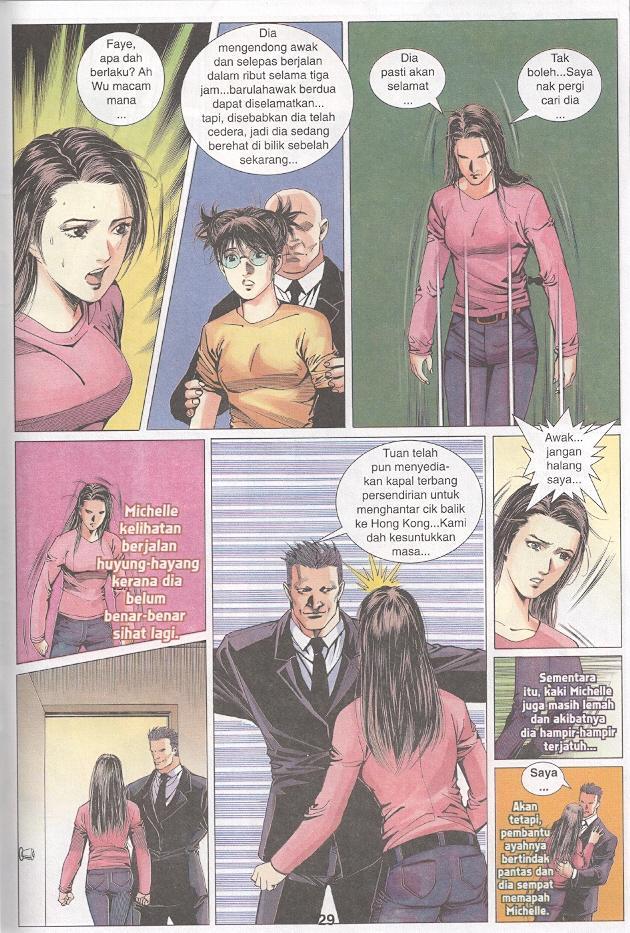 Faye,
apa dah
berlaku? Ah
Wu macam
mana
...
Dia
mengendong awak
dan selepas berjalan
dalam ribut selama tiga
jam...barulahawak berdua
dapat diselamatkan...
tapi, disebabkan dia telah
cedera, jadi dia sedang
berehat di bilik sebelah
sekarang...
Dia
pasti akan
selamat
...
Tak
boleh...Saya
nak pergi
cari dia
...
Michelle
kelihatan
berjalan
huyung-hayang
kerana dia
belum
benar-benar
sihat lagi.
Tuan telah
pun menyedia-
kan kapal terbang
persendirian untuk
menghantar cik balik
ke Hong Kong...Kami
dah kesuntukkan
masa...
Awak...
jangan
halang
saya...
Sementara
itu, kaki Michelle
juga masih lemah
dan akibatnya
dia hampir-hampir
terjatuh...
Saya
...
Akan
tetapi,
pembantu
ayahnya
bertindak
pantas dan
dia sempat
memapah
Michelle.
29